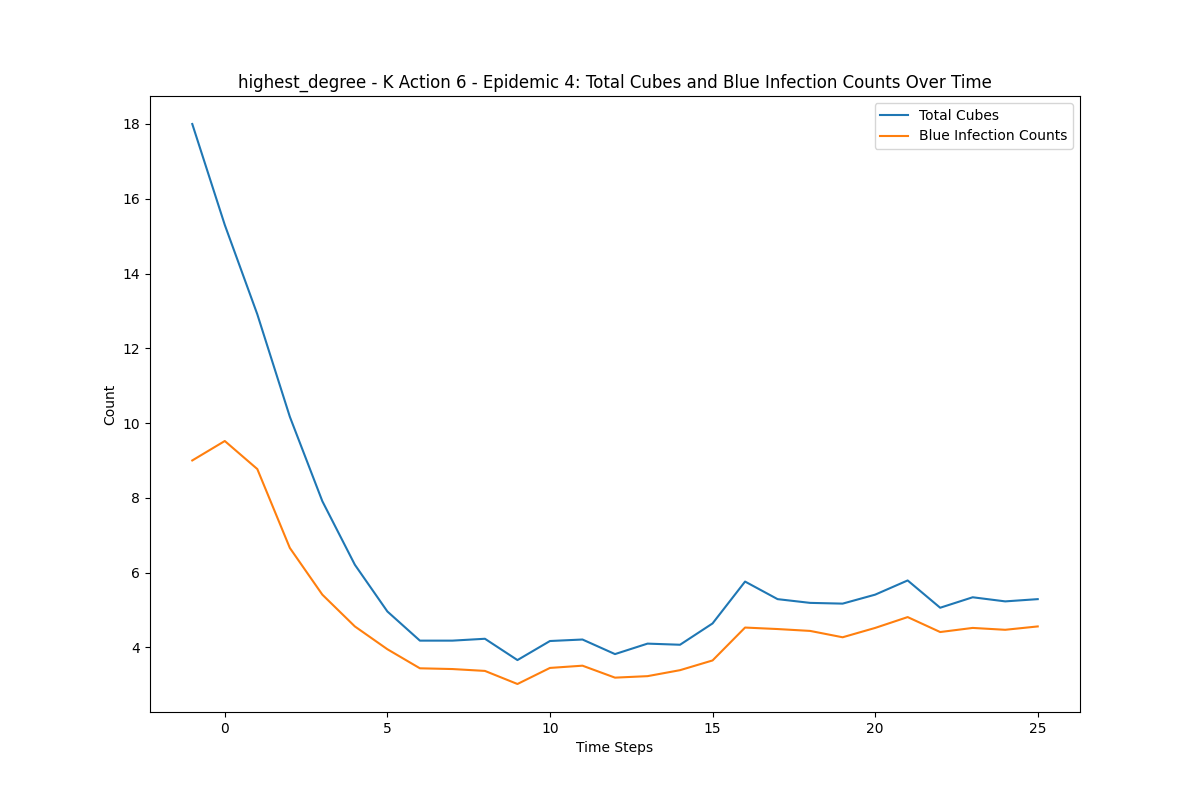 highest_degree - K Action 6 - Epidemic 4: Total Cubes and Blue Infection Counts Over Time
Total Cubes
Blue Infection Counts
18
16
14
12
10
8
6
4
Count
0 5 10 15 20 25
Time Steps